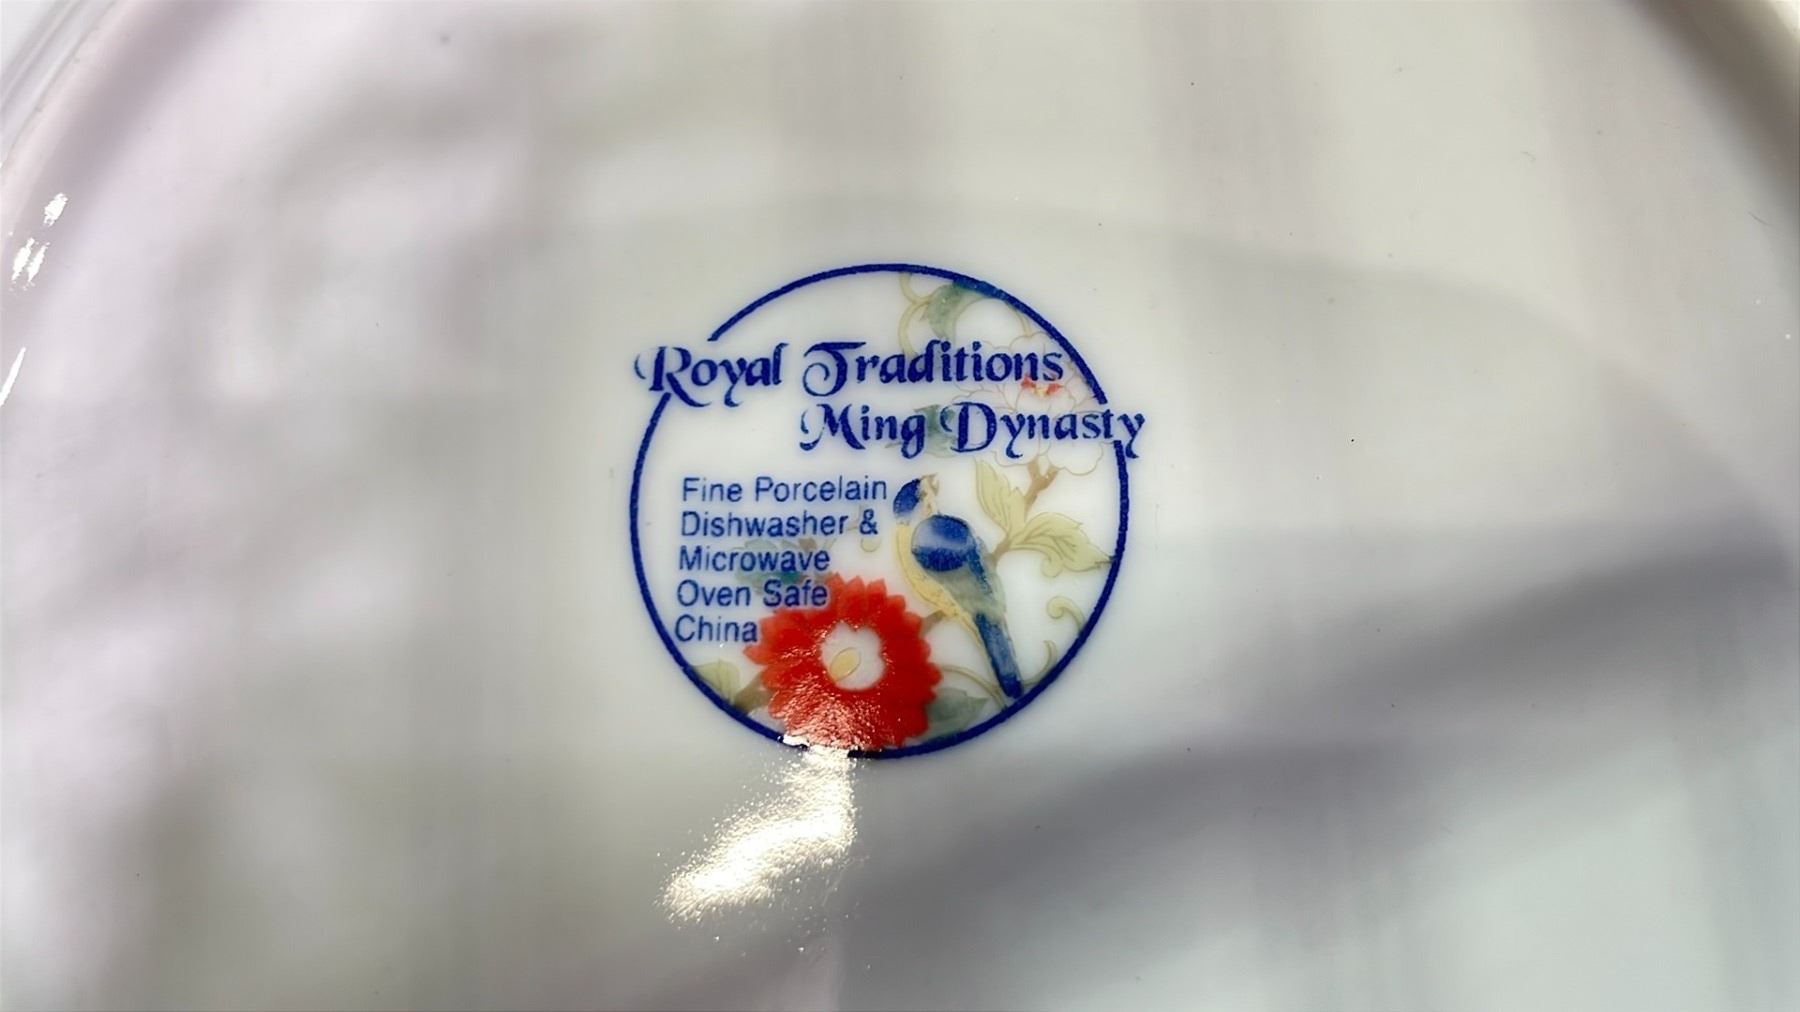 Royal Traditions
Ming Dynasty
Fine Porcelain
Dishwasher &
Microwave
Oven Safe
China